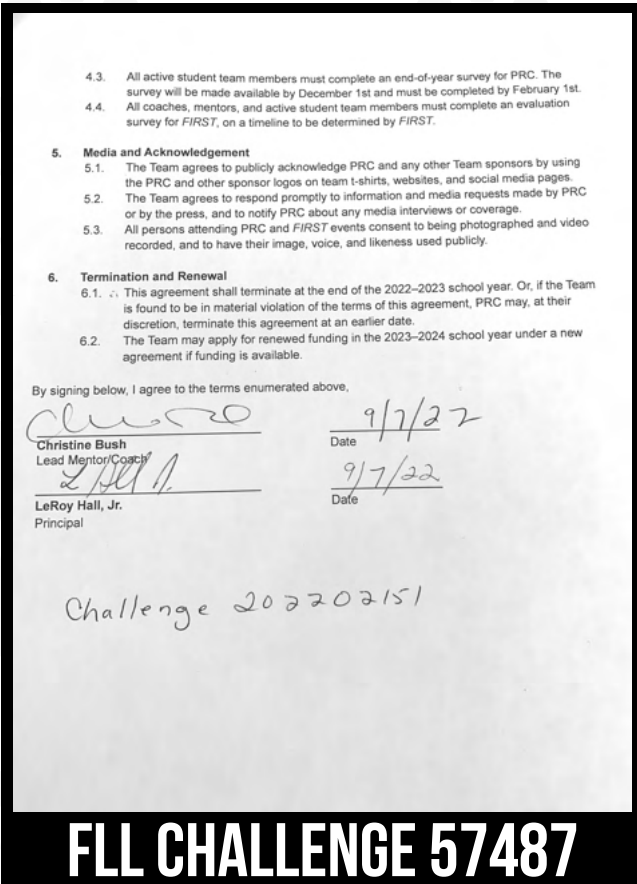 4.3. All active student team members must complete an end-of-year survey for PRC. The
survey will be made available by December 1st and must be completed by February 1st.
4.4. All coaches, mentors, and active student team members must complete an evaluation
survey for FIRST, on a timeline to be determined by FIRST.
5. Media and Acknowledgement
5.1. The Team agrees to publicly acknowledge PRC and any other Team sponsors by using
the PRC and other sponsor logos on team t-shirts, websites, and social media pages.
5.2. The Team agrees to respond promptly to information and media requests made by PRC
or by the press, and to notify PRC about any media interviews or coverage.
5.3. All persons attending PRC and FIRST events consent to being photographed and video
recorded, and to have their image, voice, and likeness used publicly.
6. Termination and Renewal
6.1. This agreement shall terminate at the end of the 2022–2023 school year. Or, if the Team
is found to be in material violation of the terms of this agreement, PRC may, at their
discretion, terminate this agreement at an earlier date.
6.2. The Team may apply for renewed funding in the 2023–2024 school year under a new
agreement if funding is available.
By signing below, I agree to the terms enumerated above,
9/7/22
Christine Bush Date
Lead Mentor/Coach
9/7/22
LeRoy Hall, Jr. Date
Principal
Challenge 202202151
FLL CHALLENGE 57487